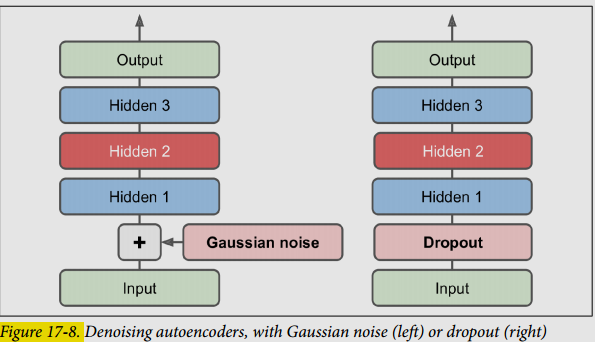 Output
Hidden 3
Hidden 2
Hidden 1
+
Gaussian noise
Input
Output
Hidden 3
Hidden 2
Hidden 1
Dropout
Input
Figure 17-8. Denoising autoencoders, with Gaussian noise (left) or dropout (right)